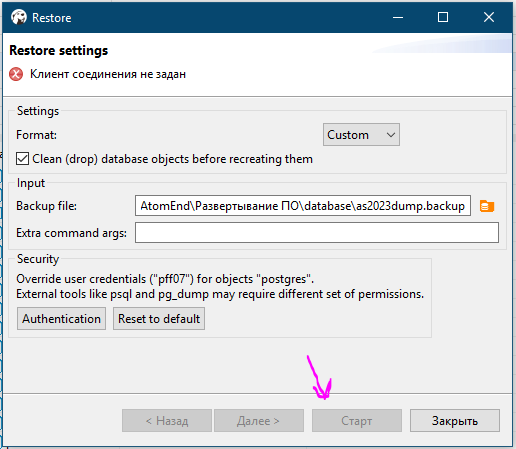 Restore
Restore settings
Клиент соединения не задан
Settings
Format:
Custom
Clean (drop) database objects before recreating them
Input
Backup file:
AtomEnd\Развертывание ПО\database\as2023dump.backup
Extra command args:
Security
Override user credentials ("pff07") for objects "postgres".
External tools like psql and pg_dump may require different set of permissions.
Authentication
Reset to default
< Назад
Далее >
Старт
Закрыть